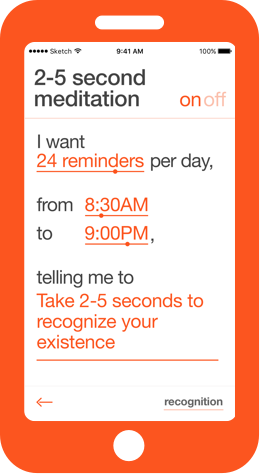 Sketch 9:41 AM 100%
2-5 second
meditation
on off
I want
24 reminders per day,
from 8:30AM
to 9:00PM,
telling me to
Take 2-5 seconds to
recognize your
existence
recognition